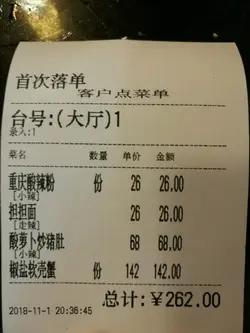 首次落单
客户点菜单
台号:(大厅)1
录入:1
菜名 数量 单价 金额
重庆酸辣粉 份 26 26.00
[小辣]
担担面 26 26.00
[走辣]
酸萝卜炒猪肚 68 68.00
[小辣]
椒盐软壳蟹 份 142 142.00
2018-11-1 20:36:45
总计:¥262.00